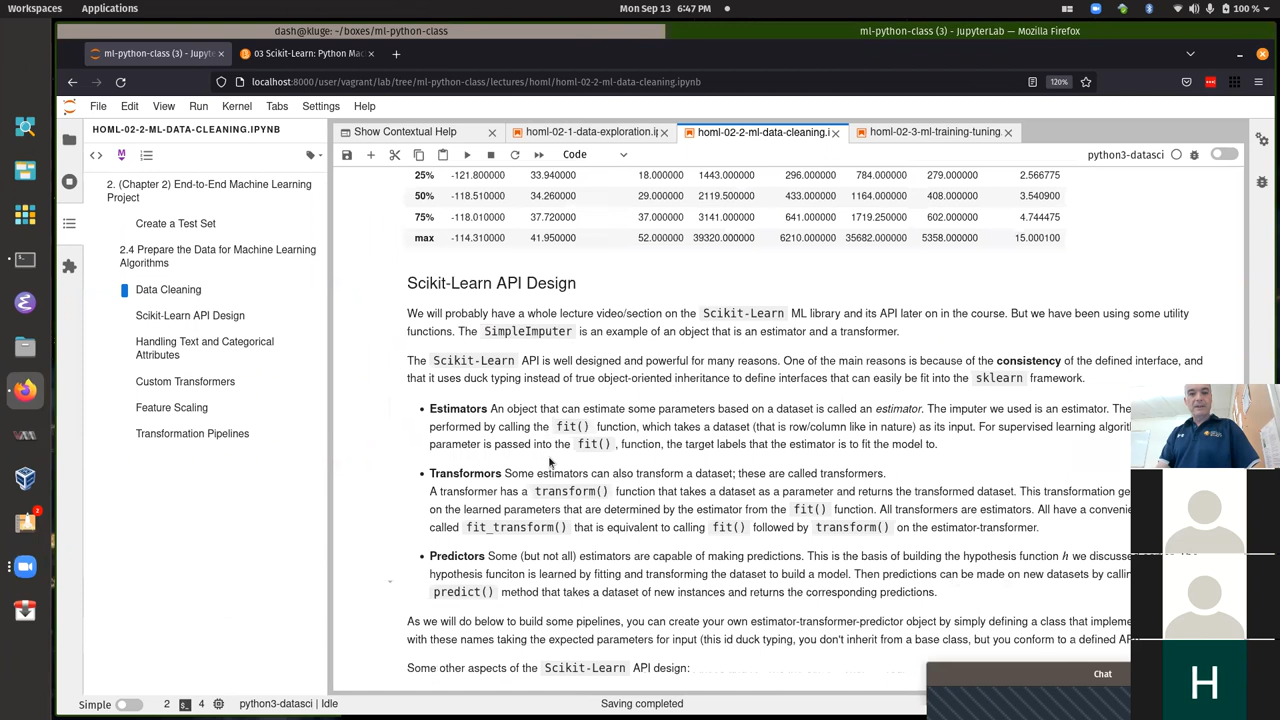 Workspaces Applications Mon Sep 13 6:47 PM 100 %
dash@kluge: ~/boxes/ml-python-class ml-python-class (3) - JupyterLab — Mozilla Firefox
ml-python-class (3) - Jupyte 03 Scikit-Learn: Python Mac
localhost:8000/user/vagrant/lab/tree/ml-python-class/lectures/homl/homl-02-2-ml-data-cleaning.ipynb 120%
File Edit View Run Kernel Tabs Settings Help
HOML-02-2-ML-DATA-CLEANING.IPYNB
2. (Chapter 2) End-to-End Machine Learning
Project
Create a Test Set
2.4 Prepare the Data for Machine Learning
Algorithms
Data Cleaning
Scikit-Learn API Design
Handling Text and Categorical
Attributes
Custom Transformers
Feature Scaling
Transformation Pipelines
Show Contextual Help homl-02-1-data-exploration.i homl-02-2-ml-data-cleaning.i homl-02-3-ml-training-tuning.
Code python3-datasci
25% -121.800000 33.940000 18.000000 1443.000000 296.000000 784.000000 279.000000 2.566775
50% -118.510000 34.260000 29.000000 2119.500000 433.500000 1164.000000 408.000000 3.540900
75% -118.010000 37.720000 37.000000 3141.000000 641.000000 1719.250000 602.000000 4.744475
max -114.310000 41.950000 52.000000 39320.000000 6210.000000 35682.000000 5358.000000 15.000100
Scikit-Learn API Design
We will probably have a whole lecture video/section on the Scikit-Learn ML library and its API later on in the course. But we have been using some utility
functions. The SimpleImputer is an example of an object that is an estimator and a transformer.
The Scikit-Learn API is well designed and powerful for many reasons. One of the main reasons is because of the consistency of the defined interface, and
that it uses duck typing instead of true object-oriented inheritance to define interfaces that can easily be fit into the sklearn framework.
• Estimators An object that can estimate some parameters based on a dataset is called an estimator. The imputer we used is an estimator. The
performed by calling the fit() function, which takes a dataset (that is row/column like in nature) as its input. For supervised learning algorit
parameter is passed into the fit(), function, the target labels that the estimator is to fit the model to.
• Transformors Some estimators can also transform a dataset; these are called transformers.
A transformer has a transform() function that takes a dataset as a parameter and returns the transformed dataset. This transformation ge
on the learned parameters that are determined by the estimator from the fit() function. All transformers are estimators. All have a convenie
called fit_transform() that is equivalent to calling fit() followed by transform() on the estimator-transformer.
• Predictors Some (but not all) estimators are capable of making predictions. This is the basis of building the hypothesis function h we discussed
hypothesis funciton is learned by fitting and transforming the dataset to build a model. Then predictions can be made on new datasets by calling
predict() method that takes a dataset of new instances and returns the corresponding predictions.
As we will do below to build some pipelines, you can create your own estimator-transformer-predictor object by simply defining a class that impleme
with these names taking the expected parameters for input (this id duck typing, you don't inherit from a base class, but you conform to a defined AP
Some other aspects of the Scikit-Learn API design:
Chat
H
Simple 2 4 python3-datasci | Idle Saving completed